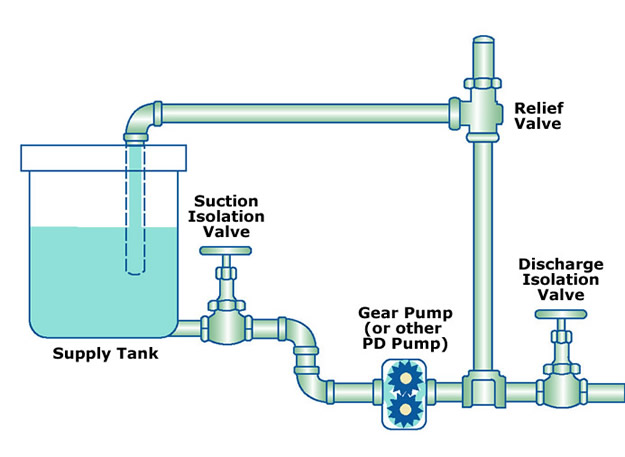 Relief
Valve
Suction
Isolation
Valve
Discharge
Isolation
Valve
Gear Pump
(or other
PD Pump)
Supply Tank